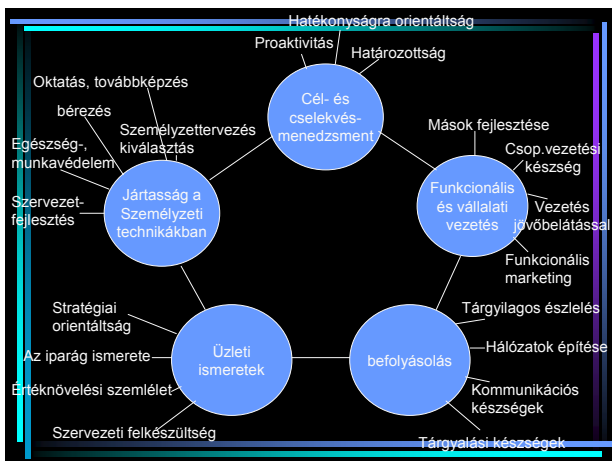 Hatékonyságra orientáltság
Proaktivitás
Határozottság
Cél- és
cselekvés-
menedzsment
Oktatás, továbbképzés
bérezés
Személyzettervezés
kiválasztás
Egészség-,
munkavédelem
Szervezet-
fejlesztés
Jártasság a
Személyzeti
technikákban
Mások fejlesztése
Csop.vezetési
készség
Vezetés
jövőbelátással
Funkcionális
marketing
Funkcionális
és vállalati
vezetés
Stratégiai
orientáltság
Az iparág ismerete
Értéknövelési szemlélet
Szervezeti felkészültség
Üzleti
ismeretek
Tárgyilagos észlelés
Hálózatok építése
Kommunikációs
készségek
Tárgyalási készségek
befolyásolás